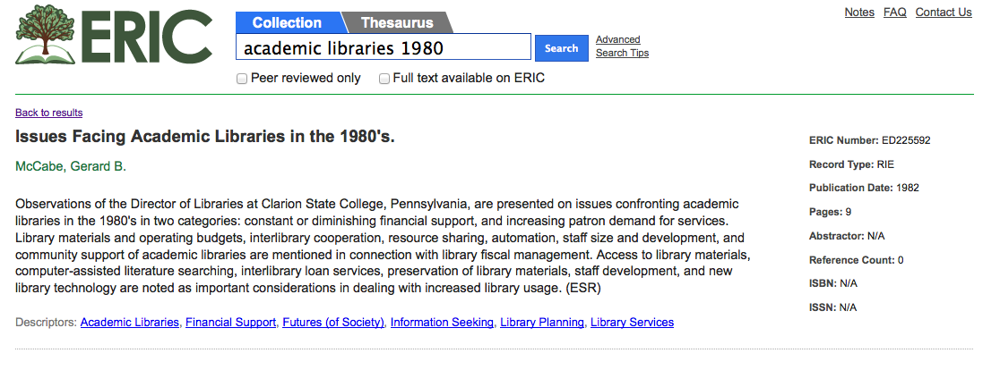 Notes FAQ Contact Us
ERIC
Collection Thesaurus
academic libraries 1980 Search
Advanced
Search Tips
Peer reviewed only Full text available on ERIC
Back to results
Issues Facing Academic Libraries in the 1980's.
McCabe, Gerard B.
Observations of the Director of Libraries at Clarion State College, Pennsylvania, are presented on issues confronting academic
libraries in the 1980's in two categories: constant or diminishing financial support, and increasing patron demand for services.
Library materials and operating budgets, interlibrary cooperation, resource sharing, automation, staff size and development, and
community support of academic libraries are mentioned in connection with library fiscal management. Access to library materials,
computer-assisted literature searching, interlibrary loan services, preservation of library materials, staff development, and new
library technology are noted as important considerations in dealing with increased library usage. (ESR)
Descriptors: Academic Libraries, Financial Support, Futures (of Society), Information Seeking, Library Planning, Library Services
ERIC Number: ED225592
Record Type: RIE
Publication Date: 1982
Pages: 9
Abstractor: N/A
Reference Count: 0
ISBN: N/A
ISSN: N/A